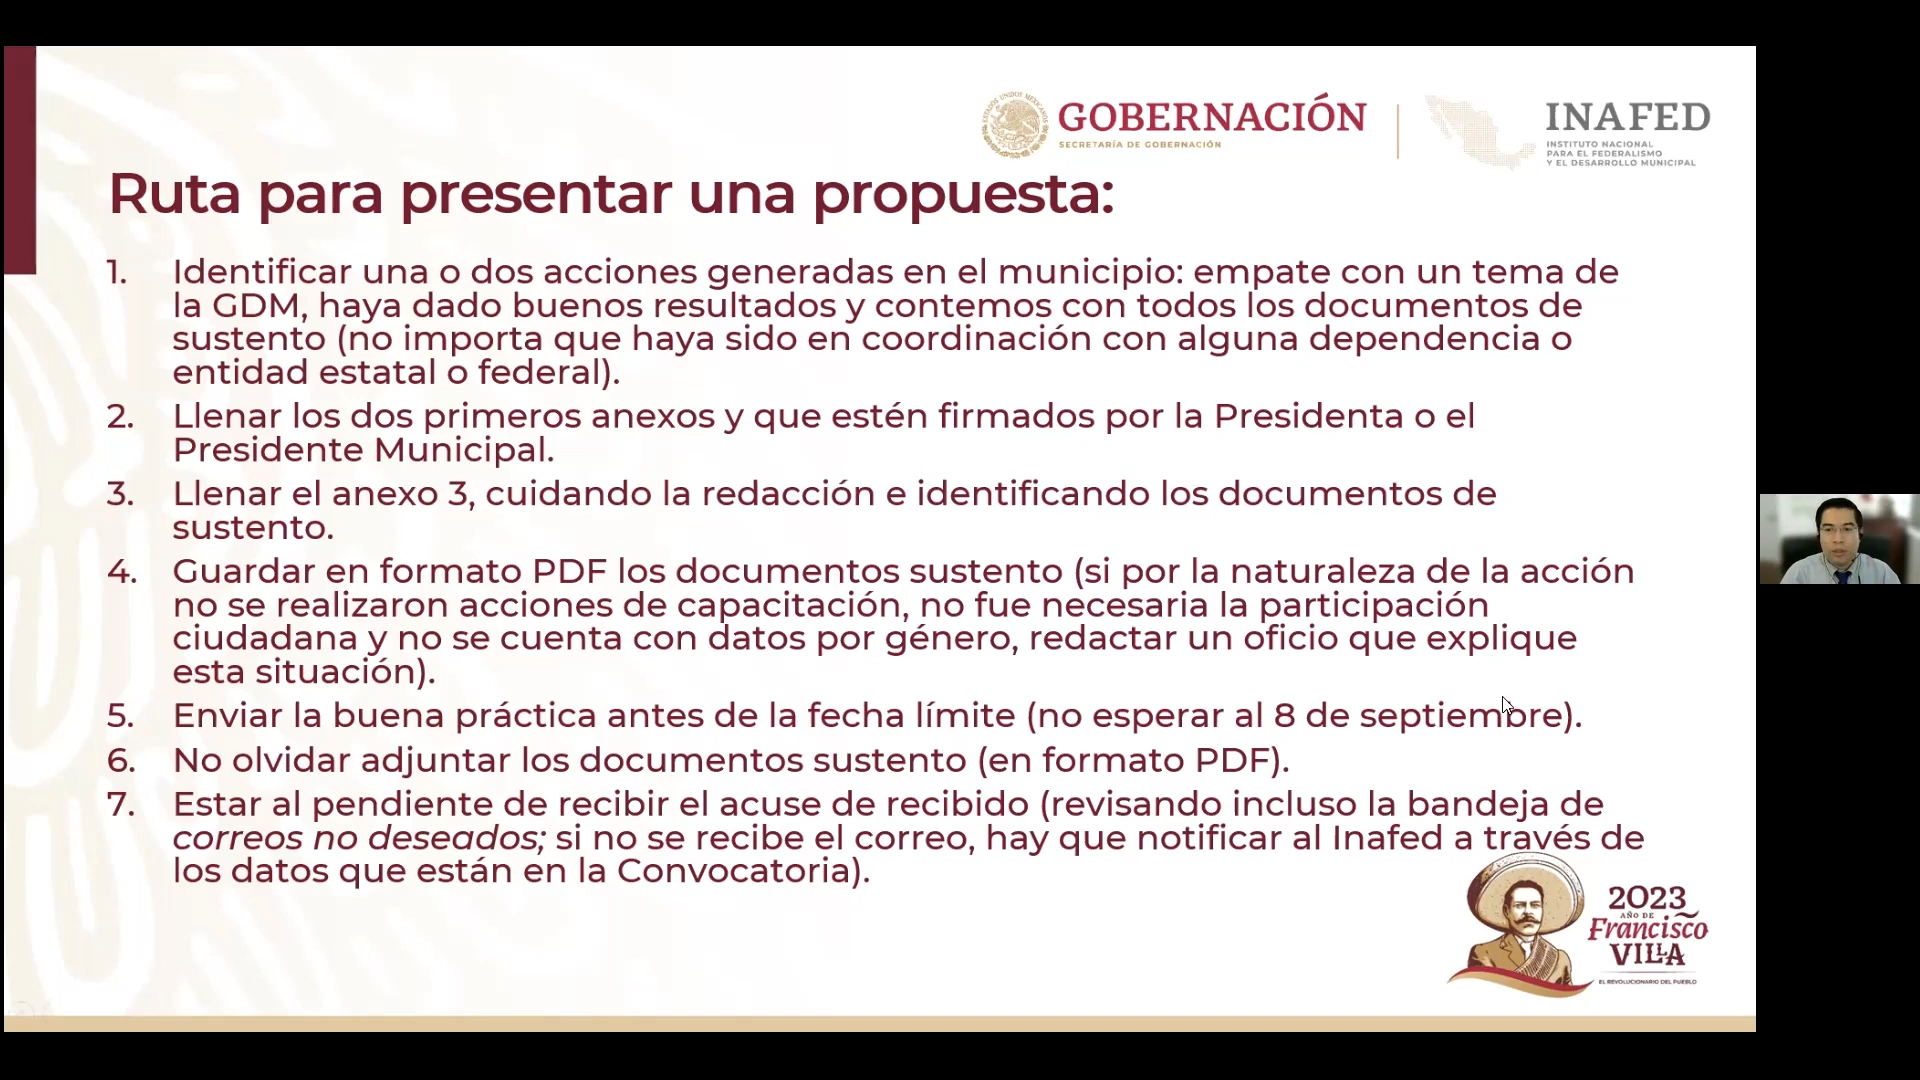 GOBERNACIÓN
SECRETARÍA DE GOBERNACIÓN
INAFED
INSTITUTO NACIONAL
PARA EL FEDERALISMO
Y EL DESARROLLO MUNICIPAL
Ruta para presentar una propuesta:
1. Identificar una o dos acciones generadas en el municipio: empate con un tema de
la GDM, haya dado buenos resultados y contemos con todos los documentos de
sustento (no importa que haya sido en coordinación con alguna dependencia o
entidad estatal o federal).
2. Llenar los dos primeros anexos y que estén firmados por la Presidenta o el
Presidente Municipal.
3. Llenar el anexo 3, cuidando la redacción e identificando los documentos de
sustento.
4. Guardar en formato PDF los documentos sustento (si por la naturaleza de la acción
no se realizaron acciones de capacitación, no fue necesaria la participación
ciudadana y no se cuenta con datos por género, redactar un oficio que explique
esta situación).
5. Enviar la buena práctica antes de la fecha límite (no esperar al 8 de septiembre).
6. No olvidar adjuntar los documentos sustento (en formato PDF).
7. Estar al pendiente de recibir el acuse de recibido (revisando incluso la bandeja de
correos no deseados; si no se recibe el correo, hay que notificar al Inafed a través de
los datos que están en la Convocatoria).
2023
AÑO DE
Francisco
VILLA
EL REVOLUCIONARIO DEL PUEBLO